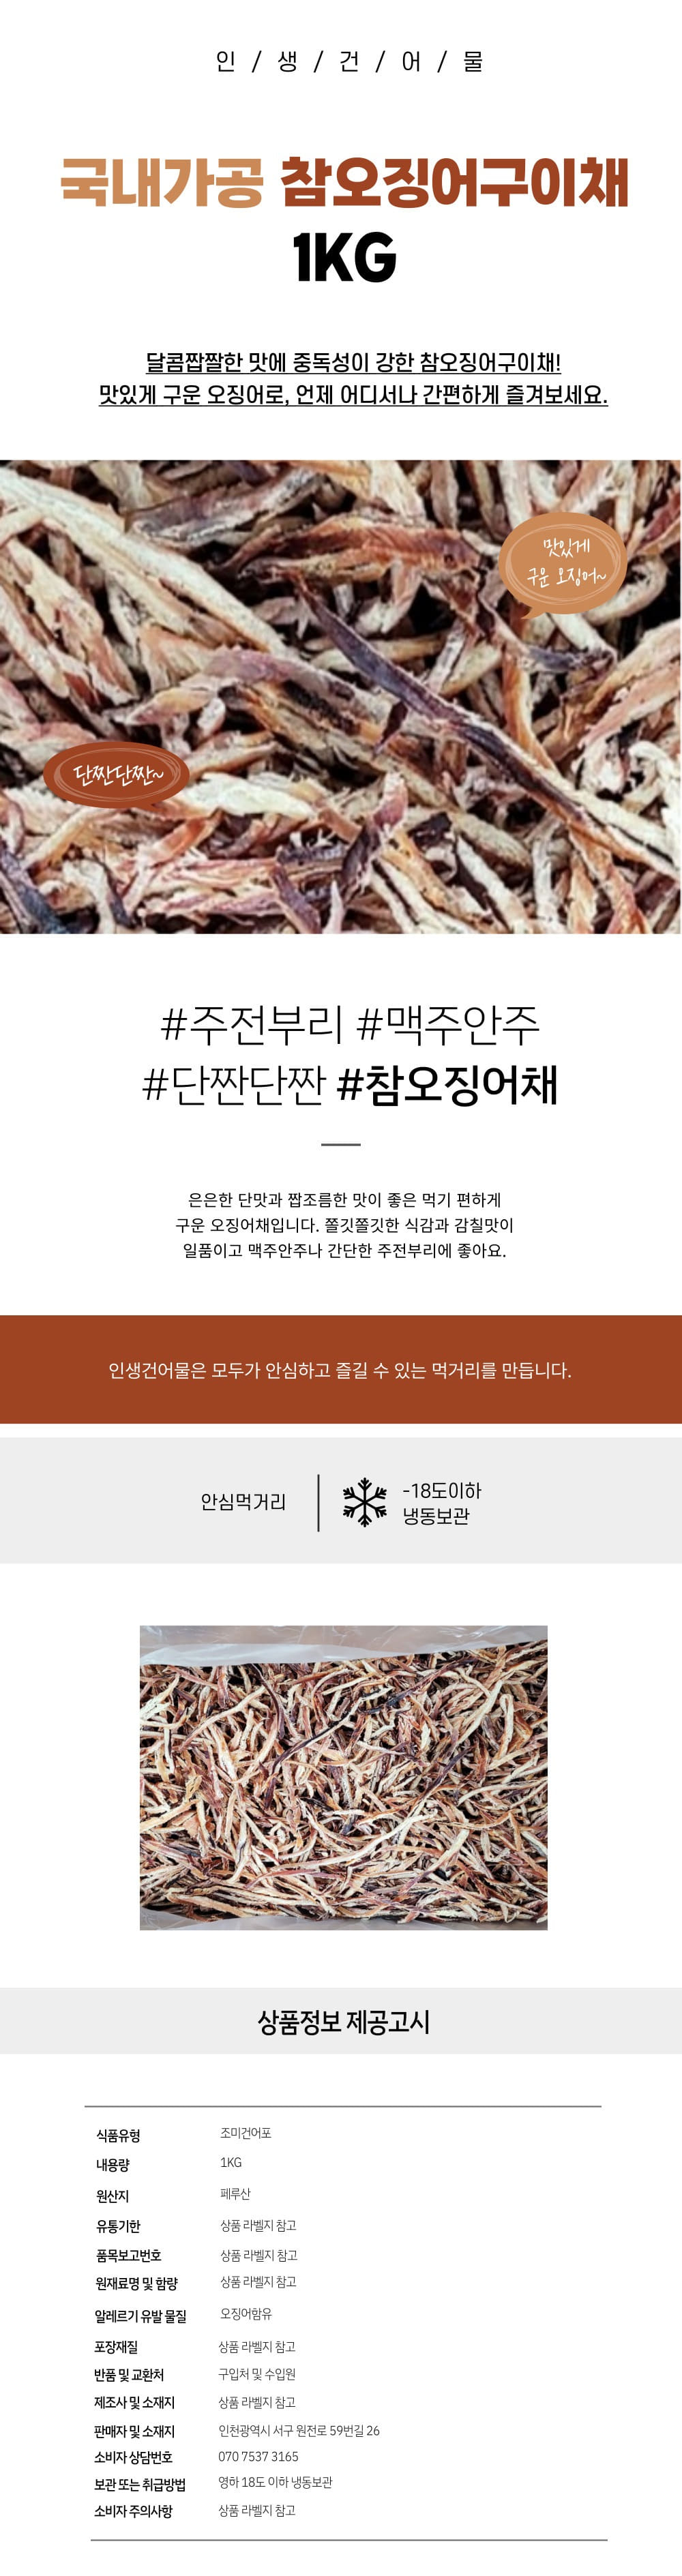 인 / 생 / 건 / 어 / 물
국내가공 참오징어구이채
1KG
달콤짭짤한 맛에 중독성이 강한 참오징어구이채!
맛있게 구운 오징어로, 언제 어디서나 간편하게 즐겨보세요.
맛있게
구운 오징어~
단짠단짠~
#주전부리 #맥주안주
#단짠단짠 #참오징어채
은은한 단맛과 짭조름한 맛이 좋은 먹기 편하게
구운 오징어채입니다. 쫄깃쫄깃한 식감과 감칠맛이
일품이고 맥주안주나 간단한 주전부리에 좋아요.
인생건어물은 모두가 안심하고 즐길 수 있는 먹거리를 만듭니다.
안심먹거리
-18도이하
냉동보관
상품정보 제공고시
식품유형 조미건어포
내용량 1KG
원산지 페루산
유통기한 상품 라벨지 참고
품목보고번호 상품 라벨지 참고
원재료명 및 함량 상품 라벨지 참고
알레르기 유발 물질 오징어함유
포장재질 상품 라벨지 참고
반품 및 교환처 구입처 및 수입원
제조사 및 소재지 상품 라벨지 참고
판매자 및 소재지 인천광역시 서구 원전로 59번길 26
소비자 상담번호 070 7537 3165
보관 또는 취급방법 영하 18도 이하 냉동보관
소비자 주의사항 상품 라벨지 참고